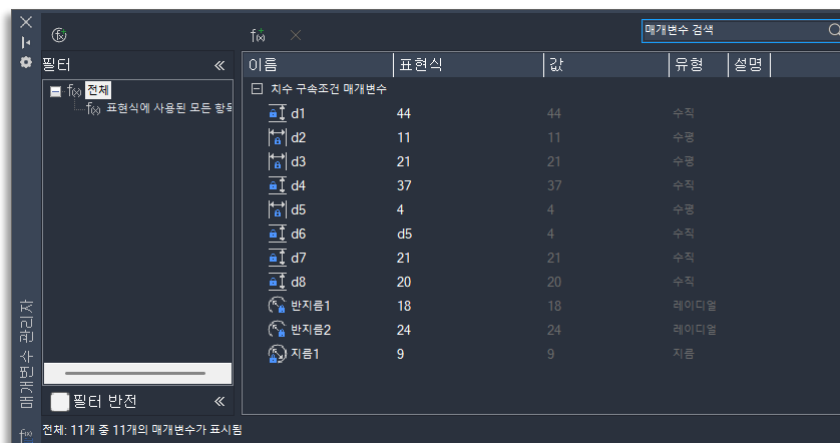 매개변수 검색
필터
이름 표현식 값 유형 설명
전체
표현식에 사용된 모든 항목
치수 구속조건 매개변수
d1 44 44 수직
d2 11 11 수평
d3 21 21 수평
d4 37 37 수직
d5 4 4 수평
d6 d5 4 수직
d7 21 21 수직
d8 20 20 수직
반지름1 18 18 레이디얼
반지름2 24 24 레이디얼
지름1 9 9 지름
필터 반전
전체: 11개 중 11개의 매개변수가 표시됨
매개변수 관리자